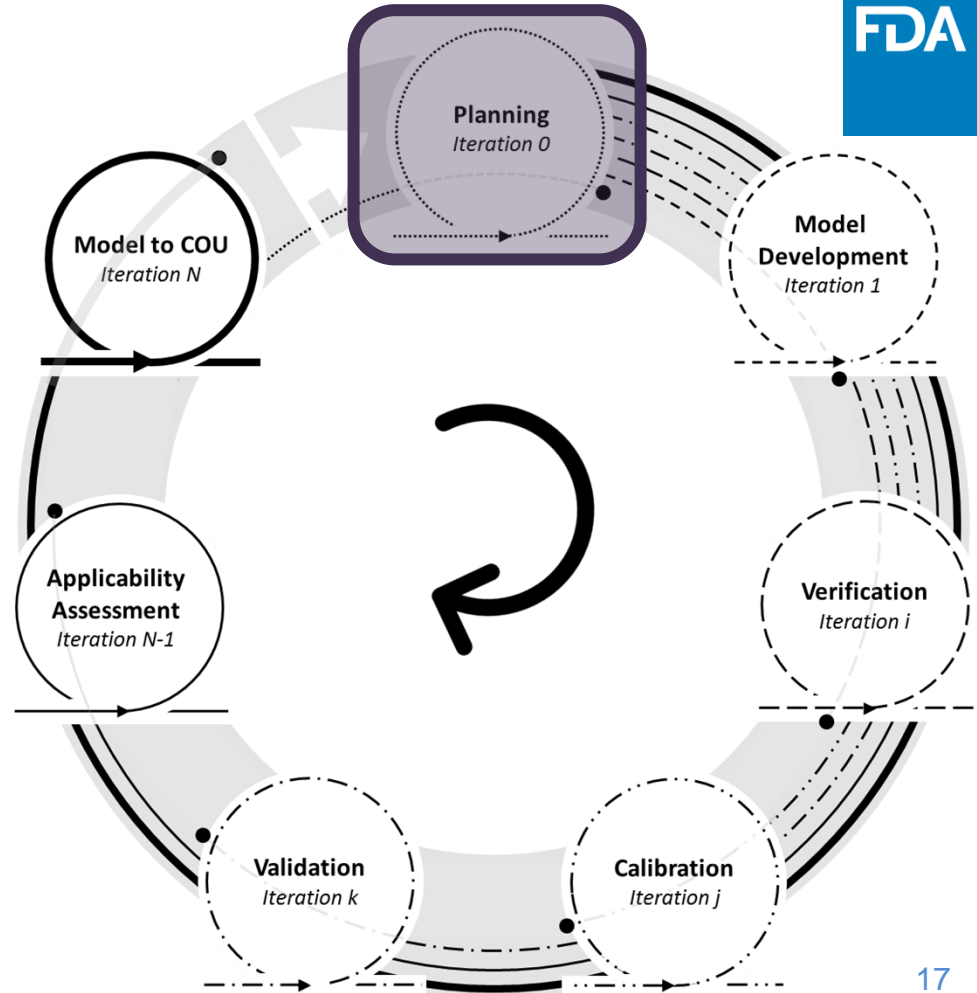 FDA
Planning
Iteration 0
Model
Development
Iteration 1
Model to COU
Iteration N
Verification
Iteration i
Applicability
Assessment
Iteration N-1
Calibration
Iteration j
Validation
Iteration k
17